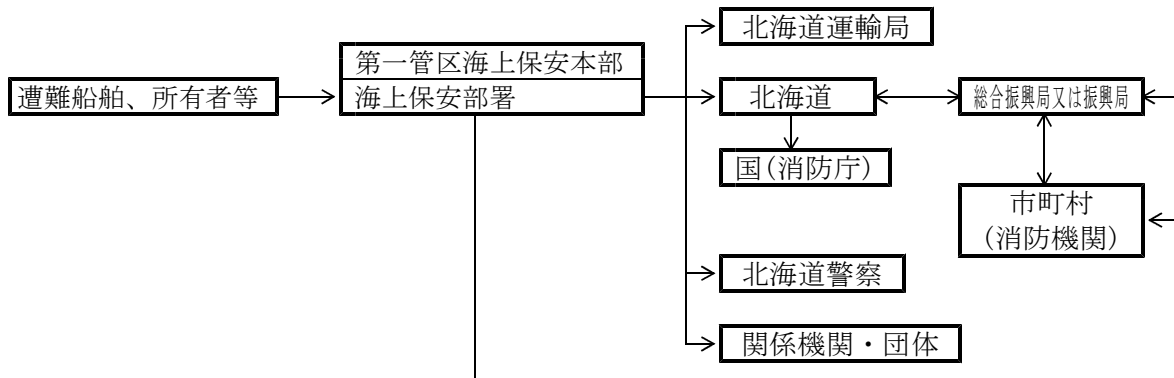 北海道運輸局
第一管区海上保安本部
遭難船舶、所有者等
海上保安部署
北海道
総合振興局又は振興局
国(消防庁)
市町村
(消防機関)
北海道警察
関係機関・団体